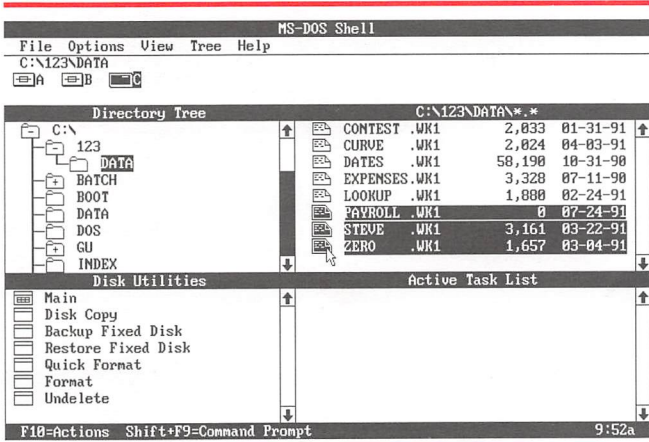 MS-DOS Shell
File Options View Tree Help
C:\123\DATA
A B C
Directory Tree
C:\
123
DATA
BATCH
BOOT
DATA
DOS
GU
INDEX
C:\123\DATA\*.*
CONTEST .WK1 2,033 01-31-91
CURVE .WK1 2,024 04-03-91
DATES .WK1 58,190 10-31-90
EXPENSES.WK1 3,328 07-11-90
LOOKUP .WK1 1,880 02-24-91
PAYROLL .WK1 0 07-24-91
STEVE .WK1 3,161 03-22-91
ZERO .WK1 1,657 03-04-91
Disk Utilities
Main
Disk Copy
Backup Fixed Disk
Restore Fixed Disk
Quick Format
Format
Undelete
Active Task List
F10=Actions Shift+F9=Command Prompt 9:52a